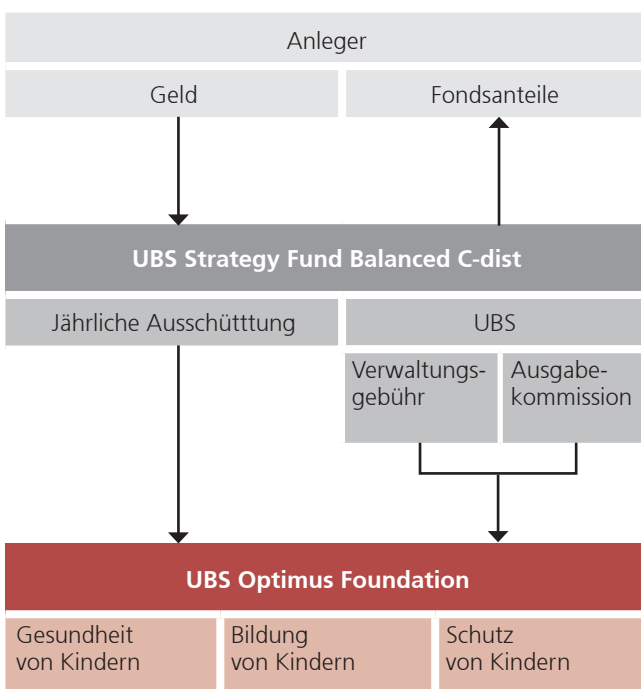 Anleger
Geld
Fondsanteile
UBS Strategy Fund Balanced C-dist
Jährliche Ausschütttung
UBS
Verwaltungs-
gebühr
Ausgabe-
kommission
UBS Optimus Foundation
Gesundheit
von Kindern
Bildung
von Kindern
Schutz
von Kindern